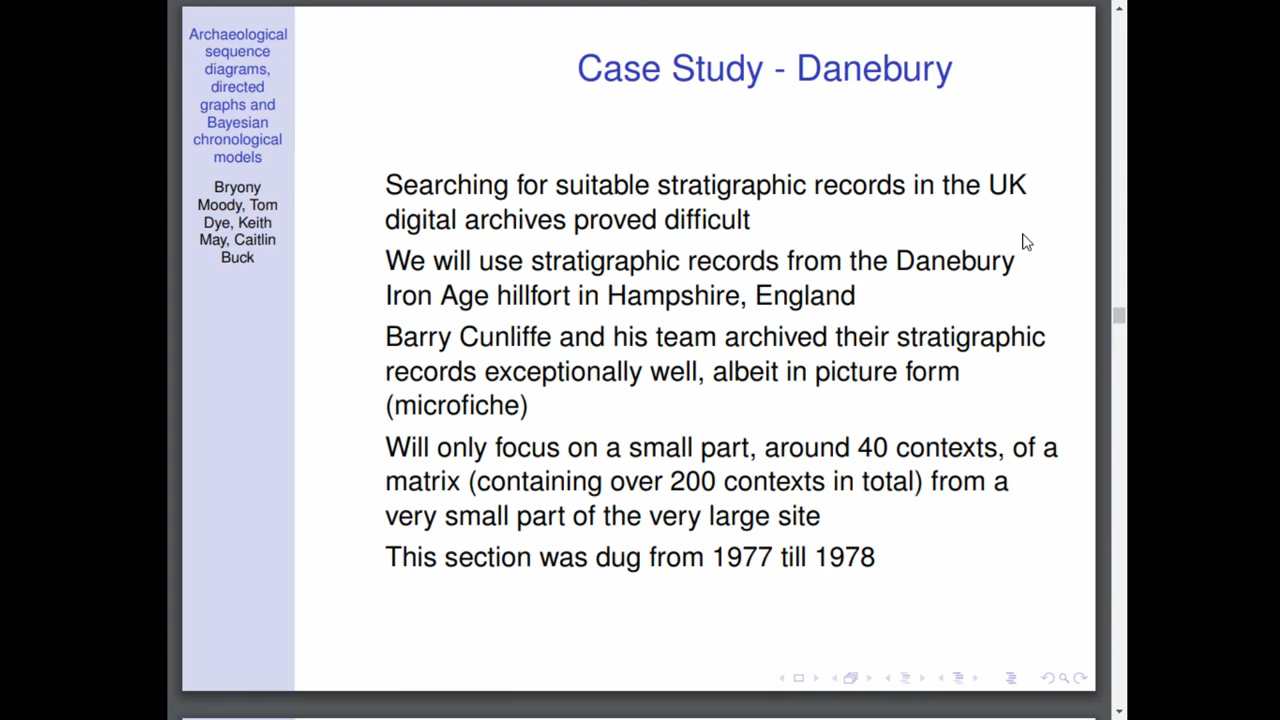 Archaeological
sequence
diagrams,
directed
graphs and
Bayesian
chronological
models
Bryony
Moody, Tom
Dye, Keith
May, Caitlin
Buck
Case Study - Danebury
Searching for suitable stratigraphic records in the UK
digital archives proved difficult
We will use stratigraphic records from the Danebury
Iron Age hillfort in Hampshire, England
Barry Cunliffe and his team archived their stratigraphic
records exceptionally well, albeit in picture form
(microfiche)
Will only focus on a small part, around 40 contexts, of a
matrix (containing over 200 contexts in total) from a
very small part of the very large site
This section was dug from 1977 till 1978